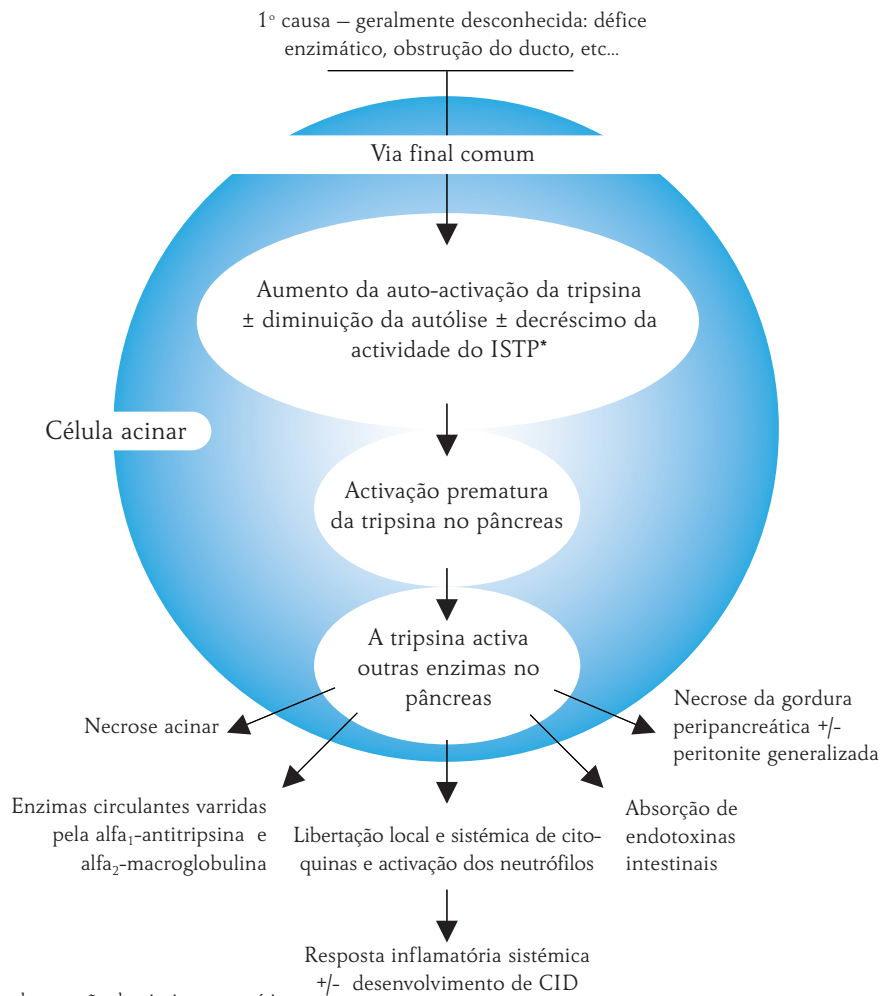 1º causa – geralmente desconhecida: défice
enzimático, obstrução do ducto, etc...
Via final comum
Aumento da auto-activação da tripsina
± diminuição da autólise ± decréscimo da
actividade do ISTP*
Célula acinar
Activação prematura
da tripsina no pâncreas
A tripsina activa
outras enzimas no
pâncreas
Necrose acinar
Necrose da gordura
peripancreática +/-
peritonite generalizada
Enzimas circulantes varridas
pela alfa₁-antitripsina e
alfa₂-macroglobulina
Libertação local e sistémica de cito-
quinas e activação dos neutrófilos
Absorção de
endotoxinas
intestinais
Resposta inflamatória sistémica
+/- desenvolvimento de CID